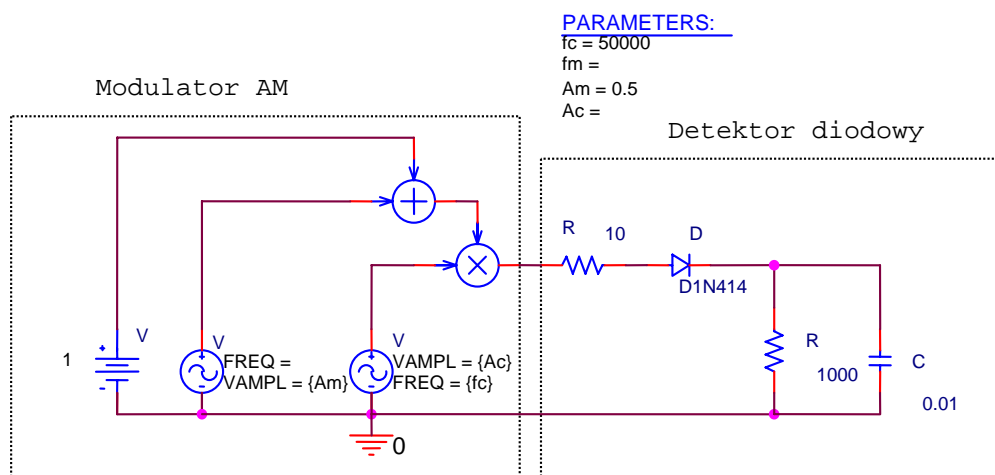 PARAMETERS:
fc = 50000
fm =
Am = 0.5
Ac =
Modulator AM
Detektor diodowy
R
10
D
D1N414
V
1
V
FREQ =
VAMPL = {Am}
V
VAMPL = {Ac}
FREQ = {fc}
R
1000
C
0.01
0